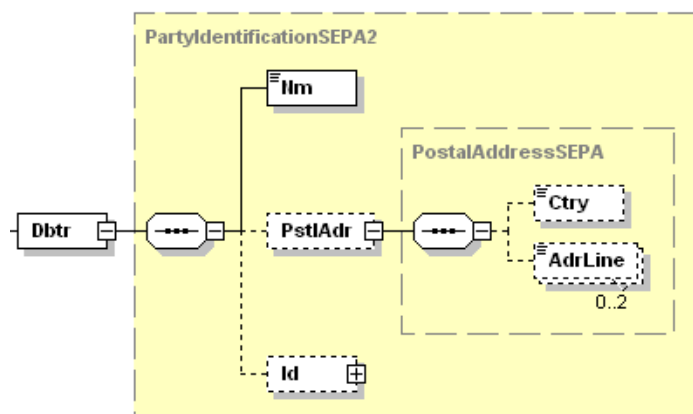 PartyIdentificationSEPA2
Nm
PostalAddressSEPA
Ctry
Dbtr
PstlAdr
AdrLine
0..2
Id